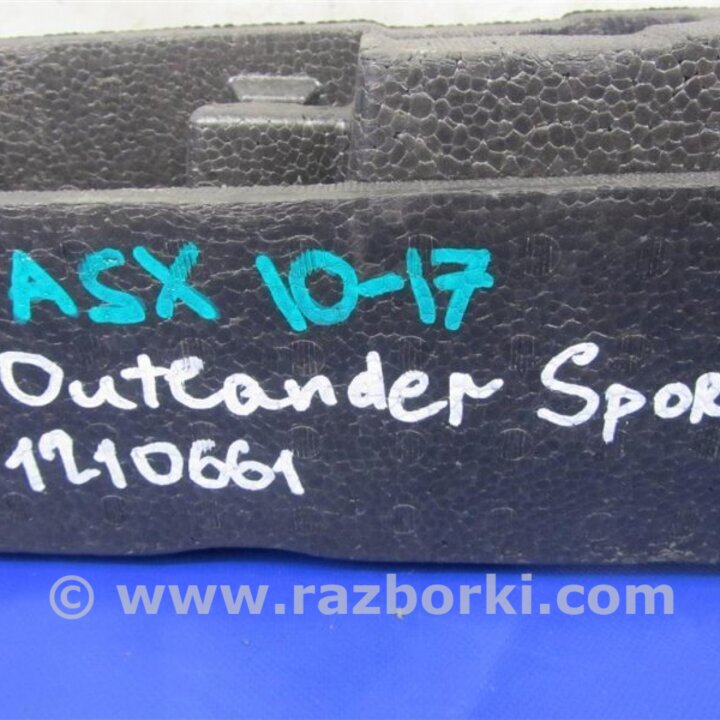 ASX 10-17
Outlander Spor
1210661
© www.razborki.com